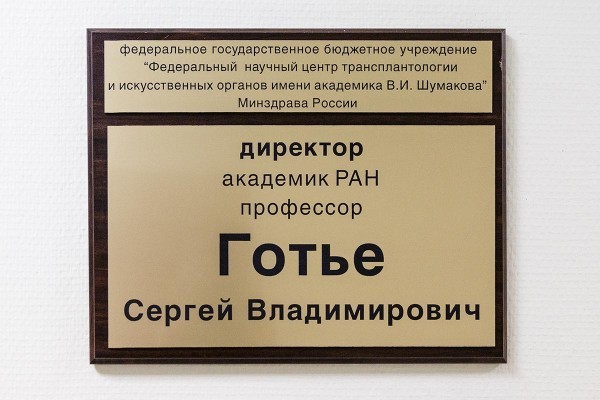 федеральное государственное бюджетное учреждение
“Федеральный научный центр трансплантологии
и искусственных органов имени академика В.И. Шумакова”
Минздрава России
директор
академик РАН
профессор
Готье
Сергей Владимирович